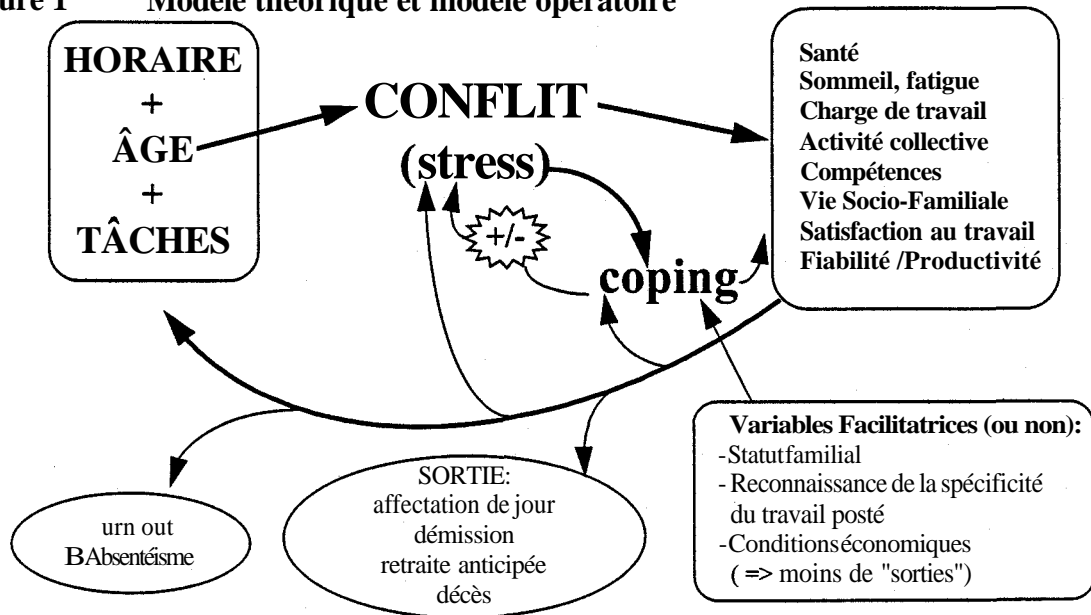 ure 1 Modèle théorique et modèle opératoire
HORAIRE
+
ÂGE
+
TÂCHES
CONFLIT
(stress)
+/-
coping
Santé
Sommeil, fatigue
Charge de travail
Activité collective
Compétences
Vie Socio-Familiale
Satisfaction au travail
Fiabilité /Productivité
Variables Facilitatrices (ou non):
-Statutfamilial
- Reconnaissance de la spécificité
du travail posté
-Conditionséconomiques
( => moins de "sorties")
SORTIE:
affectation de jour
démission
retraite anticipée
décès
urn out
BAbsentéisme